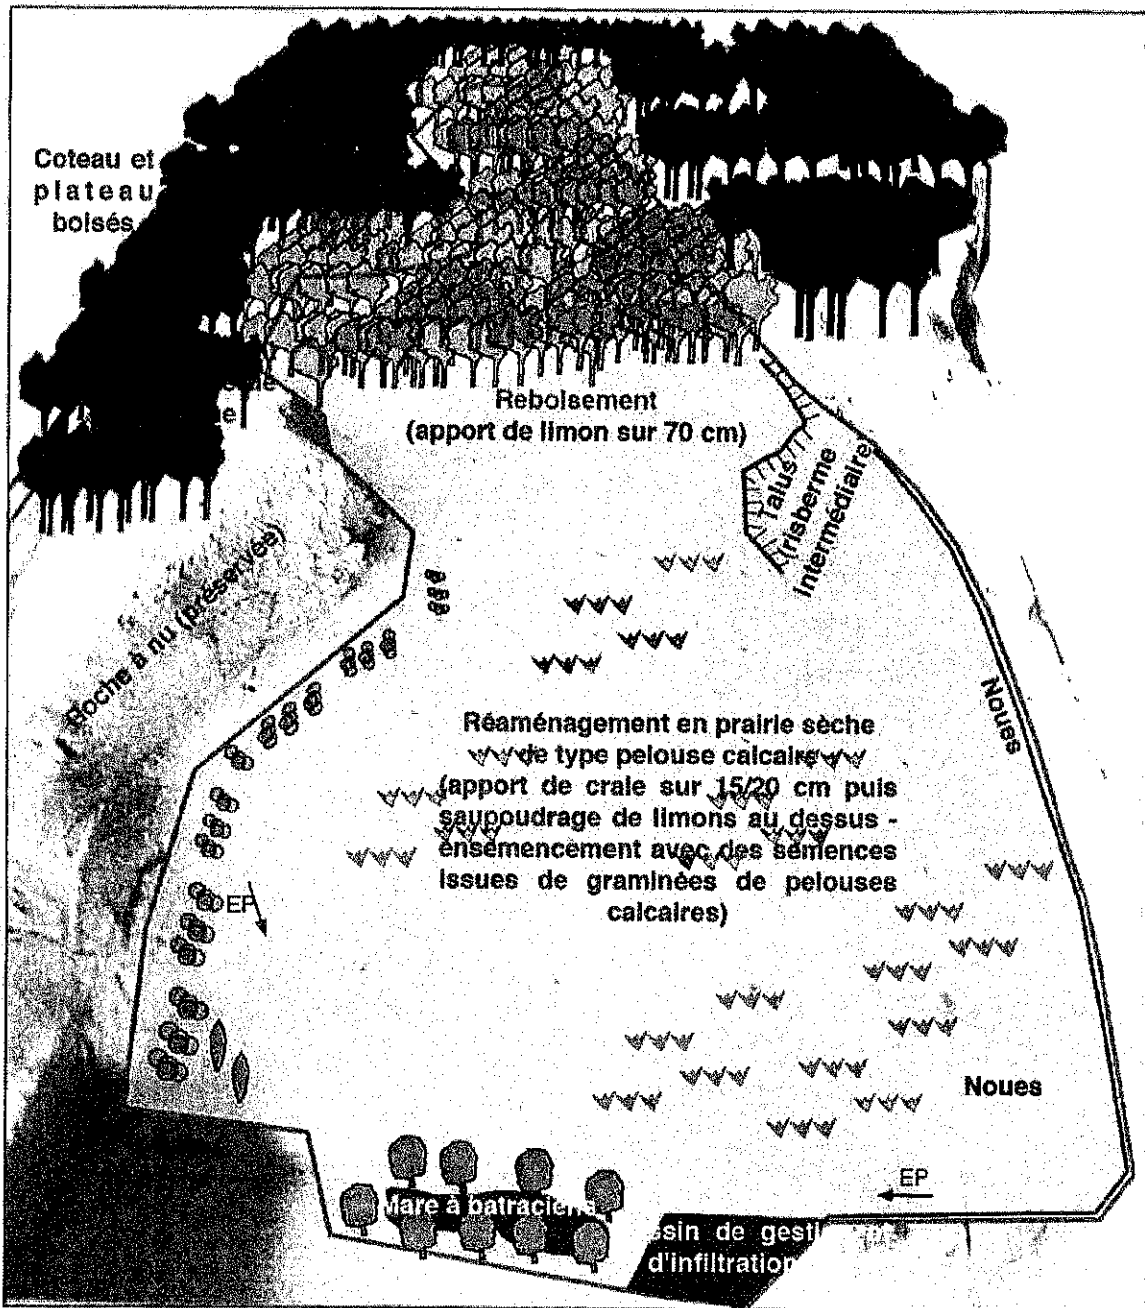 Coteau et
plateau
boisés
Reboisement
(apport de limon sur 70 cm)
Talus
(risberme
intermédiaire)
Roche à nu (préservée)
Noues
Réaménagement en prairie sèche
de type pelouse calcaire
(apport de craie sur 15/20 cm puis
saupoudrage de limons au dessus -
ensemencement avec des semences
issues de graminées de pelouses
calcaires)
EP
Noues
EP
Mare à batraciens
de
d'infiltration